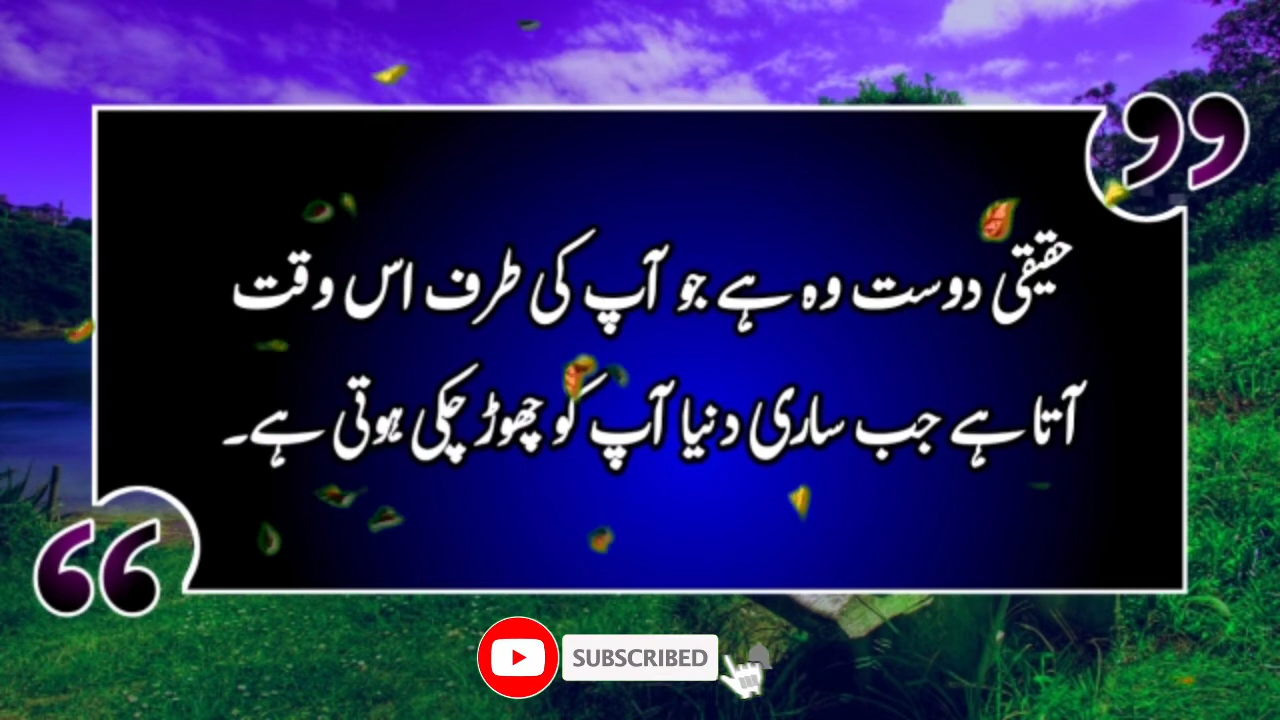 حقیقی دوست وہ ہے جو آپ کی طرف اس وقت
آتا ہے جب ساری دنیا آپ کو چھوڑ چکی ہوتی ہے۔
SUBSCRIBED